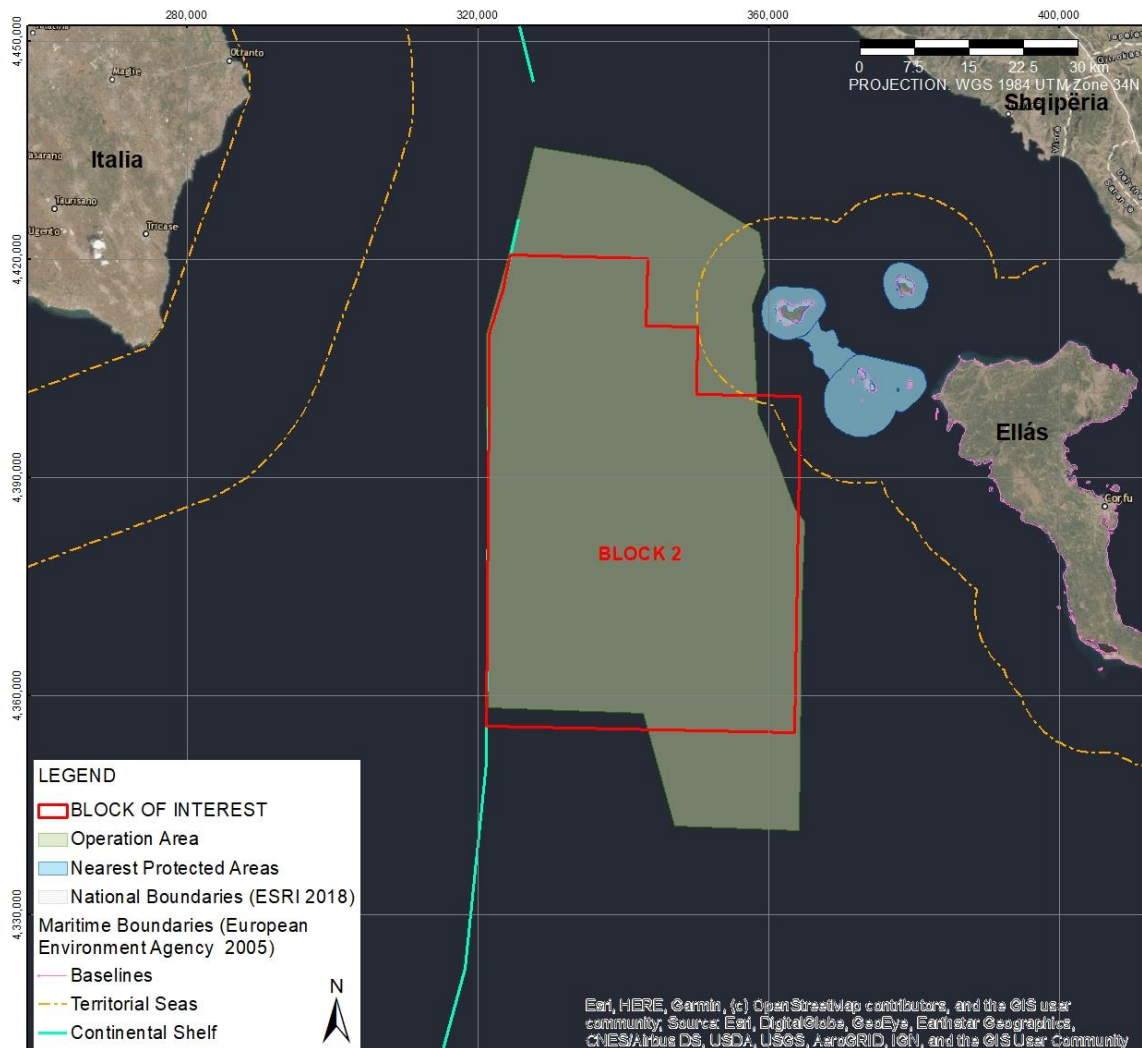 280,000
320,000
360,000
400,000
4,450,000
4,420,000
4,390,000
4,360,000
4,330,000
0 7.5 15 22.5 30 km
PROJECTION: WGS 1984 UTM Zone 34N
Otranto
Maglie
Italia
Taurisano
Tricase
Ugento
Shqipëria
Vlorë
Sarandë
Ellás
Corfu
BLOCK 2
LEGEND
BLOCK OF INTEREST
Operation Area
Nearest Protected Areas
National Boundaries (ESRI 2018)
Maritime Boundaries (European
Environment Agency 2005)
Baselines
Territorial Seas
Continental Shelf
N
Esri, HERE, Garmin, (c) OpenStreetMap contributors, and the GIS user
community, Source: Esri, DigitalGlobe, GeoEye, Earthstar Geographics,
CNES/Airbus DS, USDA, USGS, AeroGRID, IGN, and the GIS User Community